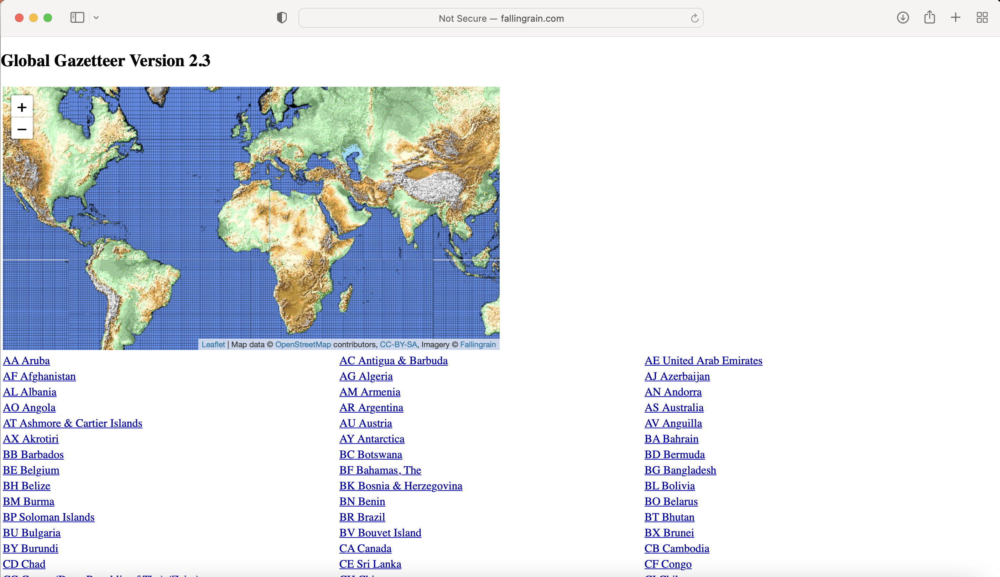 Not Secure — fallingrain.com
Global Gazetteer Version 2.3
+
−
Leaflet | Map data © OpenStreetMap contributors, CC-BY-SA, Imagery © Fallingrain
AA Aruba AC Antigua & Barbuda AE United Arab Emirates
AF Afghanistan AG Algeria AJ Azerbaijan
AL Albania AM Armenia AN Andorra
AO Angola AR Argentina AS Australia
AT Ashmore & Cartier Islands AU Austria AV Anguilla
AX Akrotiri AY Antarctica BA Bahrain
BB Barbados BC Botswana BD Bermuda
BE Belgium BF Bahamas, The BG Bangladesh
BH Belize BK Bosnia & Herzegovina BL Bolivia
BM Burma BN Benin BO Belarus
BP Soloman Islands BR Brazil BT Bhutan
BU Bulgaria BV Bouvet Island BX Brunei
BY Burundi CA Canada CB Cambodia
CD Chad CE Sri Lanka CF Congo